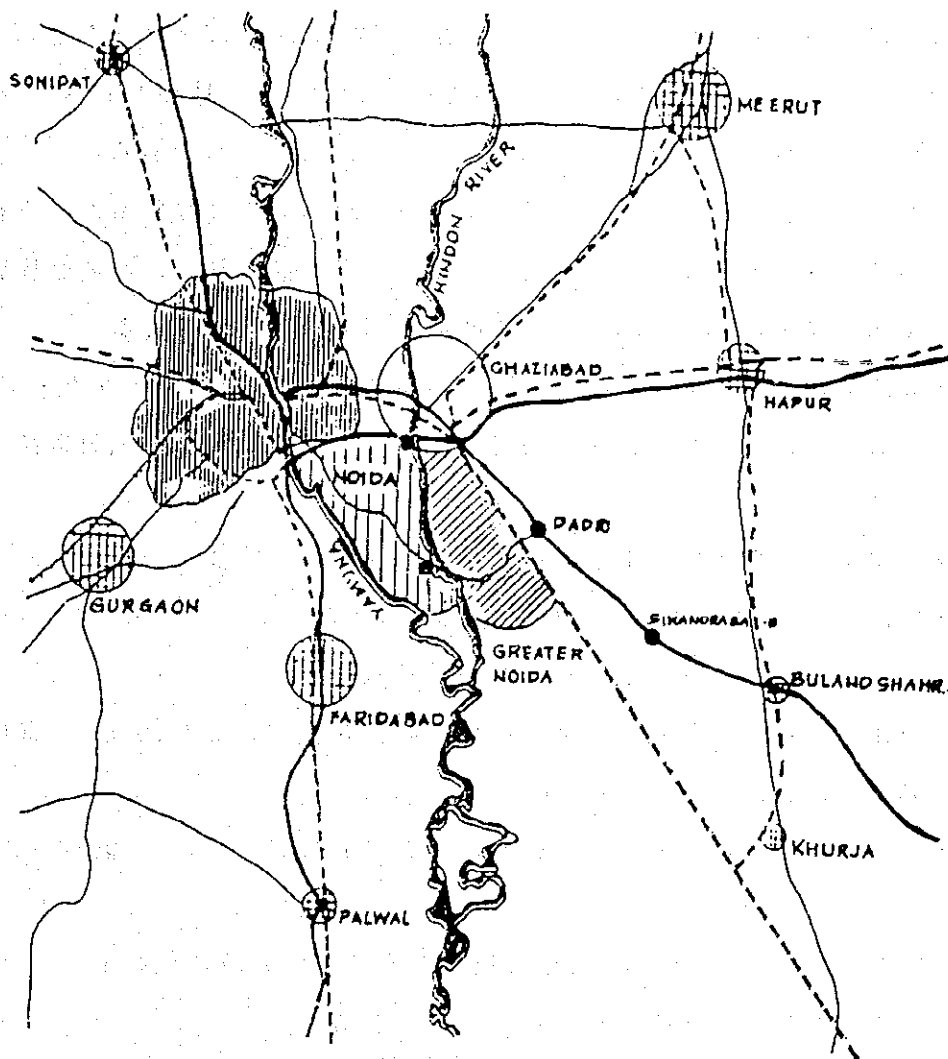 SONIPAT
MEERUT
HINDON RIVER
GHAZIABAD
HAPUR
NOIDA
DADRI
YAMUNA
GURGAON
GREATER
NOIDA
BULANDSHAHR.
FARIDABAD
KHURJA
PALWAL